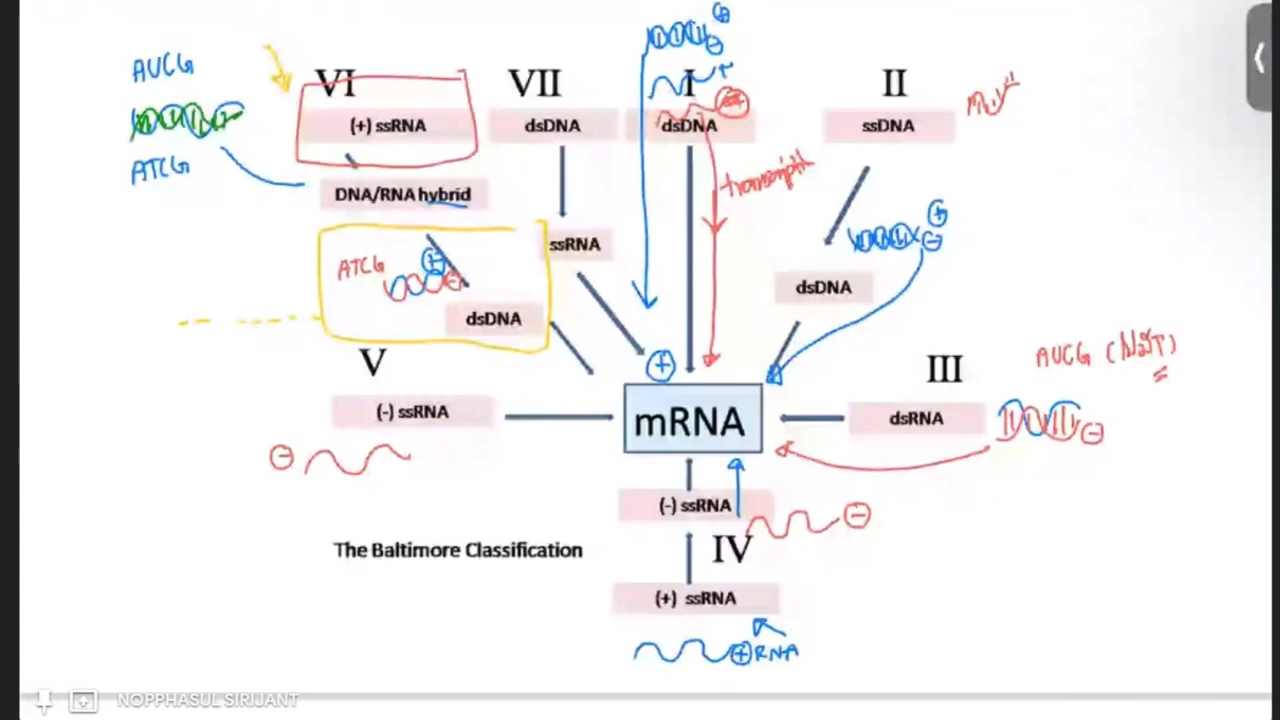 AUCG
ATCG
VI
(+) ssRNA
DNA/RNA hybrid
ATCG
dsDNA
VII
dsDNA
ssRNA
I
dsDNA
II
ssDNA
dsDNA
V
(-) ssRNA
mRNA
III
dsRNA
AUCG
(-) ssRNA
IV
(+) ssRNA
RNA
The Baltimore Classification
NOPPHASUL SIRIJANT